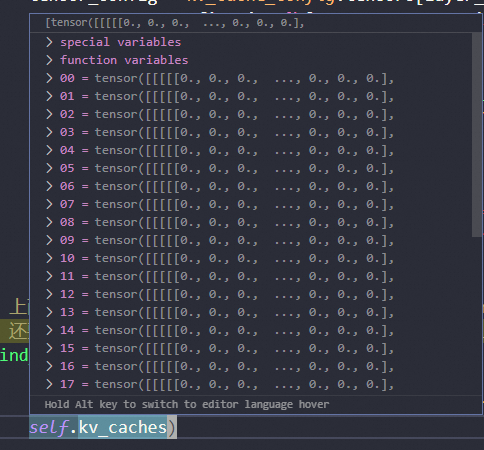 [tensor([[[[[0., 0., 0.,  ..., 0., 0., 0.],
> special variables
> function variables
> 00 = tensor([[[[[0., 0., 0.,  ..., 0., 0., 0.],
> 01 = tensor([[[[[0., 0., 0.,  ..., 0., 0., 0.],
> 02 = tensor([[[[[0., 0., 0.,  ..., 0., 0., 0.],
> 03 = tensor([[[[[0., 0., 0.,  ..., 0., 0., 0.],
> 04 = tensor([[[[[0., 0., 0.,  ..., 0., 0., 0.],
> 05 = tensor([[[[[0., 0., 0.,  ..., 0., 0., 0.],
> 06 = tensor([[[[[0., 0., 0.,  ..., 0., 0., 0.],
> 07 = tensor([[[[[0., 0., 0.,  ..., 0., 0., 0.],
> 08 = tensor([[[[[0., 0., 0.,  ..., 0., 0., 0.],
> 09 = tensor([[[[[0., 0., 0.,  ..., 0., 0., 0.],
> 10 = tensor([[[[[0., 0., 0.,  ..., 0., 0., 0.],
> 11 = tensor([[[[[0., 0., 0.,  ..., 0., 0., 0.],
> 12 = tensor([[[[[0., 0., 0.,  ..., 0., 0., 0.],
> 13 = tensor([[[[[0., 0., 0.,  ..., 0., 0., 0.],
> 14 = tensor([[[[[0., 0., 0.,  ..., 0., 0., 0.],
上
> 15 = tensor([[[[[0., 0., 0.,  ..., 0., 0., 0.],
还
> 16 = tensor([[[[[0., 0., 0.,  ..., 0., 0., 0.],
ind
> 17 = tensor([[[[[0., 0., 0.,  ..., 0., 0., 0.],
Hold Alt key to switch to editor language hover
self.kv_caches)